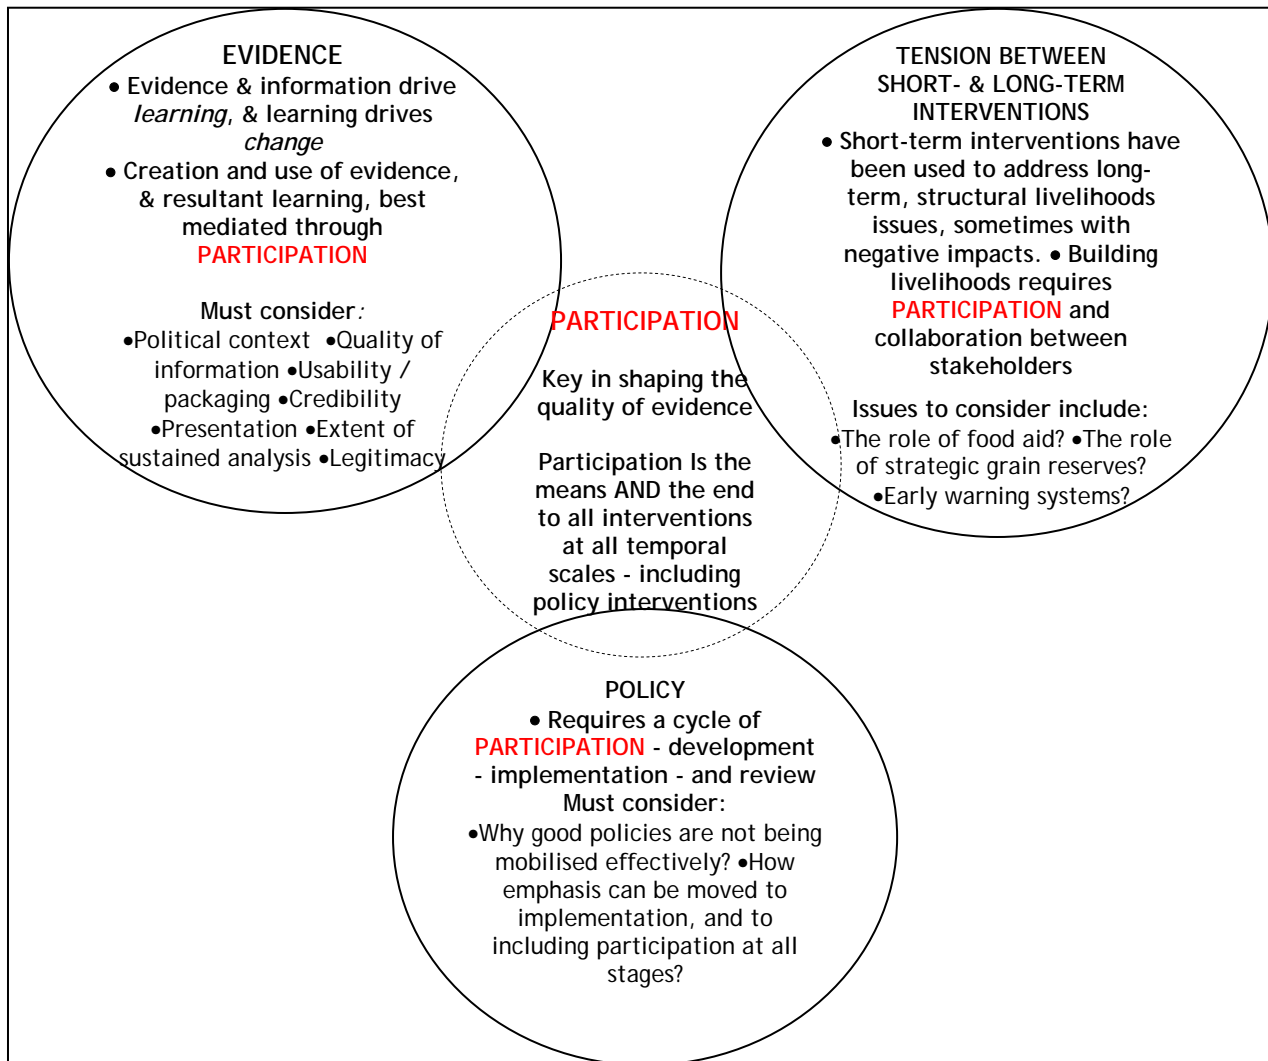 EVIDENCE
• Evidence & information drive
learning, & learning drives
change
• Creation and use of evidence,
& resultant learning, best
mediated through
PARTICIPATION
Must consider:
•Political context •Quality of
information •Usability /
packaging •Credibility
•Presentation •Extent of
sustained analysis •Legitimacy
TENSION BETWEEN
SHORT- & LONG-TERM
INTERVENTIONS
• Short-term interventions have
been used to address long-
term, structural livelihoods
issues, sometimes with
negative impacts. • Building
livelihoods requires
PARTICIPATION and
collaboration between
stakeholders
Issues to consider include:
•The role of food aid? •The role
of strategic grain reserves?
•Early warning systems?
PARTICIPATION
Key in shaping the
quality of evidence
Participation Is the
means AND the end
to all interventions
at all temporal
scales - including
policy interventions
POLICY
• Requires a cycle of
PARTICIPATION - development
- implementation - and review
Must consider:
•Why good policies are not being
mobilised effectively? •How
emphasis can be moved to
implementation, and to
including participation at all
stages?